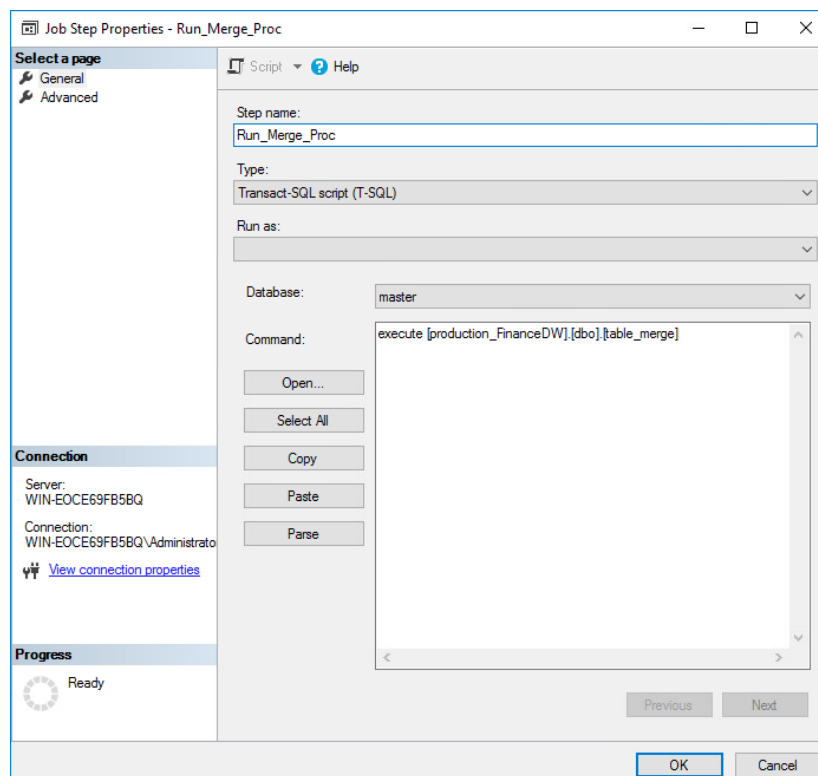 Job Step Properties - Run_Merge_Proc
Select a page
General
Advanced
Script
Help
Step name:
Run_Merge_Proc
Type:
Transact-SQL script (T-SQL)
Run as:
Database:
master
Command:
execute [production_FinanceDW].[dbo].[table_merge]
Open...
Select All
Copy
Paste
Parse
Connection
Server:
WIN-EOCE69FB5BQ
Connection:
WIN-EOCE69FB5BQ\Administrato
View connection properties
Progress
Ready
Previous
Next
OK
Cancel